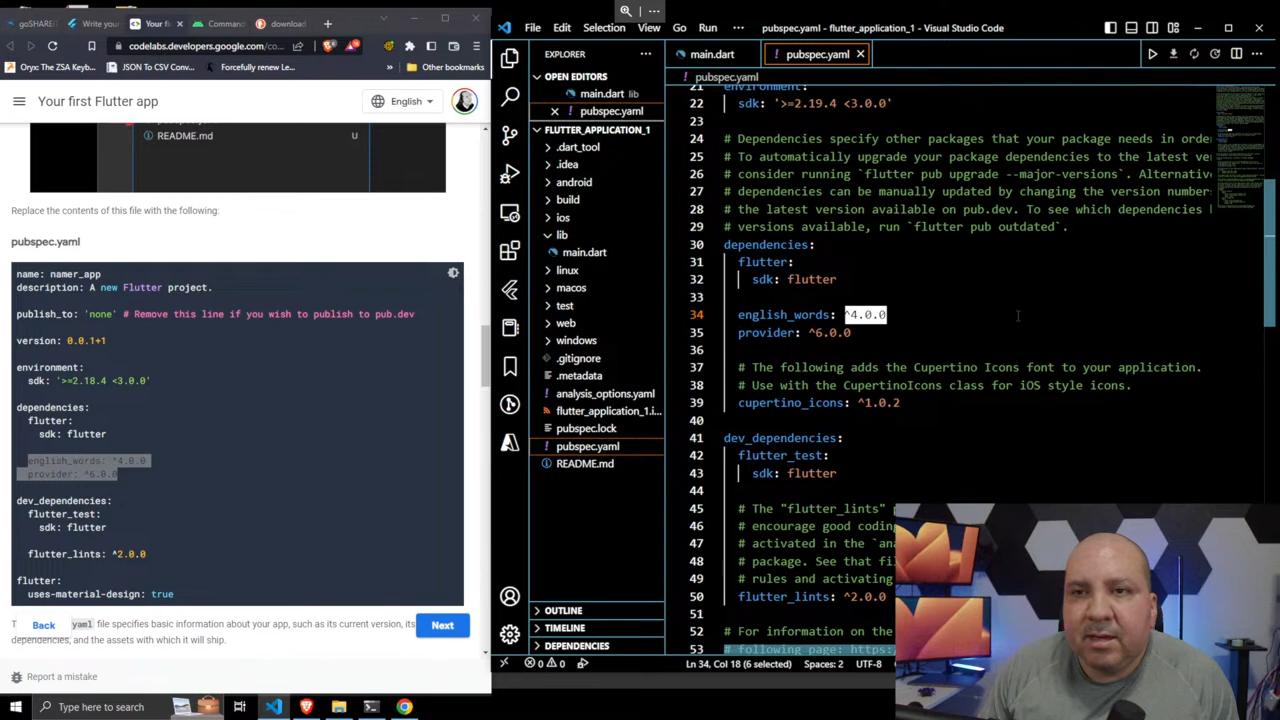 goSHAREIT
Write your
Your fi
Command
download
File
Edit
Selection
View
Go
Run
pubspec.yaml - flutter_application_1 - Visual Studio Code
codelabs.developers.google.com/co...
Oryx: The ZSA Keyb...
JSON To CSV Conv...
Forcefully renew Le...
Other bookmarks
Your first Flutter app
English
README.md
U
Replace the contents of this file with the following:
pubspec.yaml
name: namer_app
description: A new Flutter project.
publish_to: 'none' # Remove this line if you wish to publish to pub.dev
version: 0.0.1+1
environment:
sdk: '>=2.18.4 <3.0.0'
dependencies:
flutter:
sdk: flutter
english_words: ^4.0.0
provider: ^6.0.0
dev_dependencies:
flutter_test:
sdk: flutter
flutter_lints: ^2.0.0
flutter:
uses-material-design: true
yaml file specifies basic information about your app, such as its current version, its
dependencies, and the assets with which it will ship.
Back
Next
Report a mistake
Type here to search
EXPLORER
OPEN EDITORS
main.dart lib
pubspec.yaml
FLUTTER_APPLICATION_1
.dart_tool
.idea
android
build
ios
lib
main.dart
linux
macos
test
web
windows
.gitignore
.metadata
analysis_options.yaml
flutter_application_1.i...
pubspec.lock
pubspec.yaml
README.md
OUTLINE
TIMELINE
DEPENDENCIES
main.dart
pubspec.yaml
pubspec.yaml
21 environment:
22 sdk: '>=2.19.4 <3.0.0'
23
24 # Dependencies specify other packages that your package needs in orde
25 # To automatically upgrade your package dependencies to the latest ve
26 # consider running `flutter pub upgrade --major-versions`. Alternativ
27 # dependencies can be manually updated by changing the version number
28 # the latest version available on pub.dev. To see which dependencies
29 # versions available, run `flutter pub outdated`.
30 dependencies:
31 flutter:
32 sdk: flutter
33
34 english_words: ^4.0.0
35 provider: ^6.0.0
36
37 # The following adds the Cupertino Icons font to your application.
38 # Use with the CupertinoIcons class for iOS style icons.
39 cupertino_icons: ^1.0.2
40
41 dev_dependencies:
42 flutter_test:
43 sdk: flutter
44
45 # The "flutter_lints" p
46 # encourage good coding
47 # activated in the `ana
48 # package. See that fil
49 # rules and activating
50 flutter_lints: ^2.0.0
51
52 # For information on the
53 # following page: https:
0 0 Ln 34, Col 18 (6 selected) Spaces: 2 UTF-8